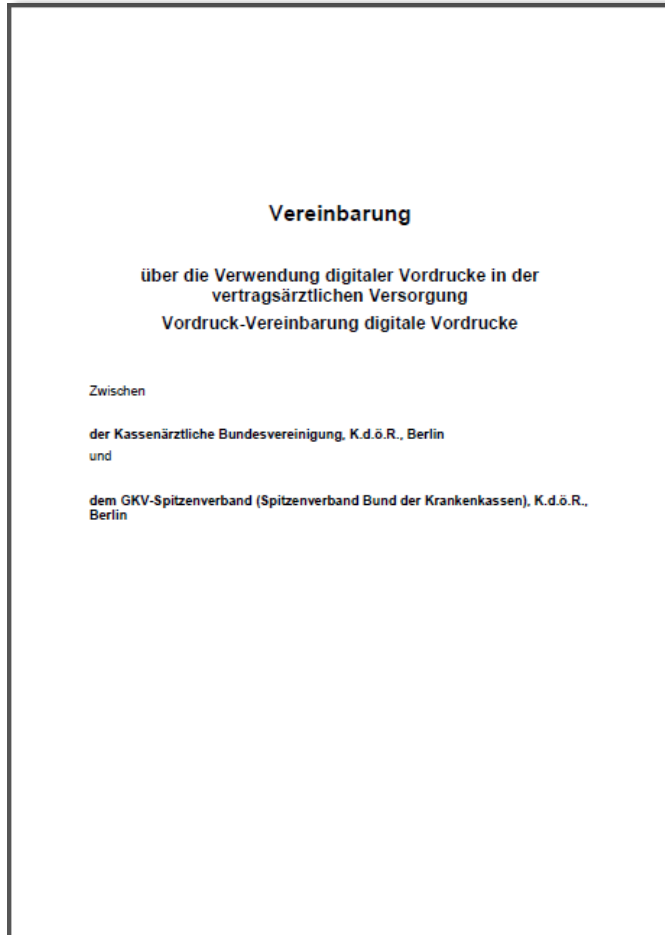 Vereinbarung
über die Verwendung digitaler Vordrucke in der
vertragsärztlichen Versorgung
Vordruck-Vereinbarung digitale Vordrucke
Zwischen
der Kassenärztliche Bundesvereinigung, K.d.ö.R., Berlin
und
dem GKV-Spitzenverband (Spitzenverband Bund der Krankenkassen), K.d.ö.R.,
Berlin